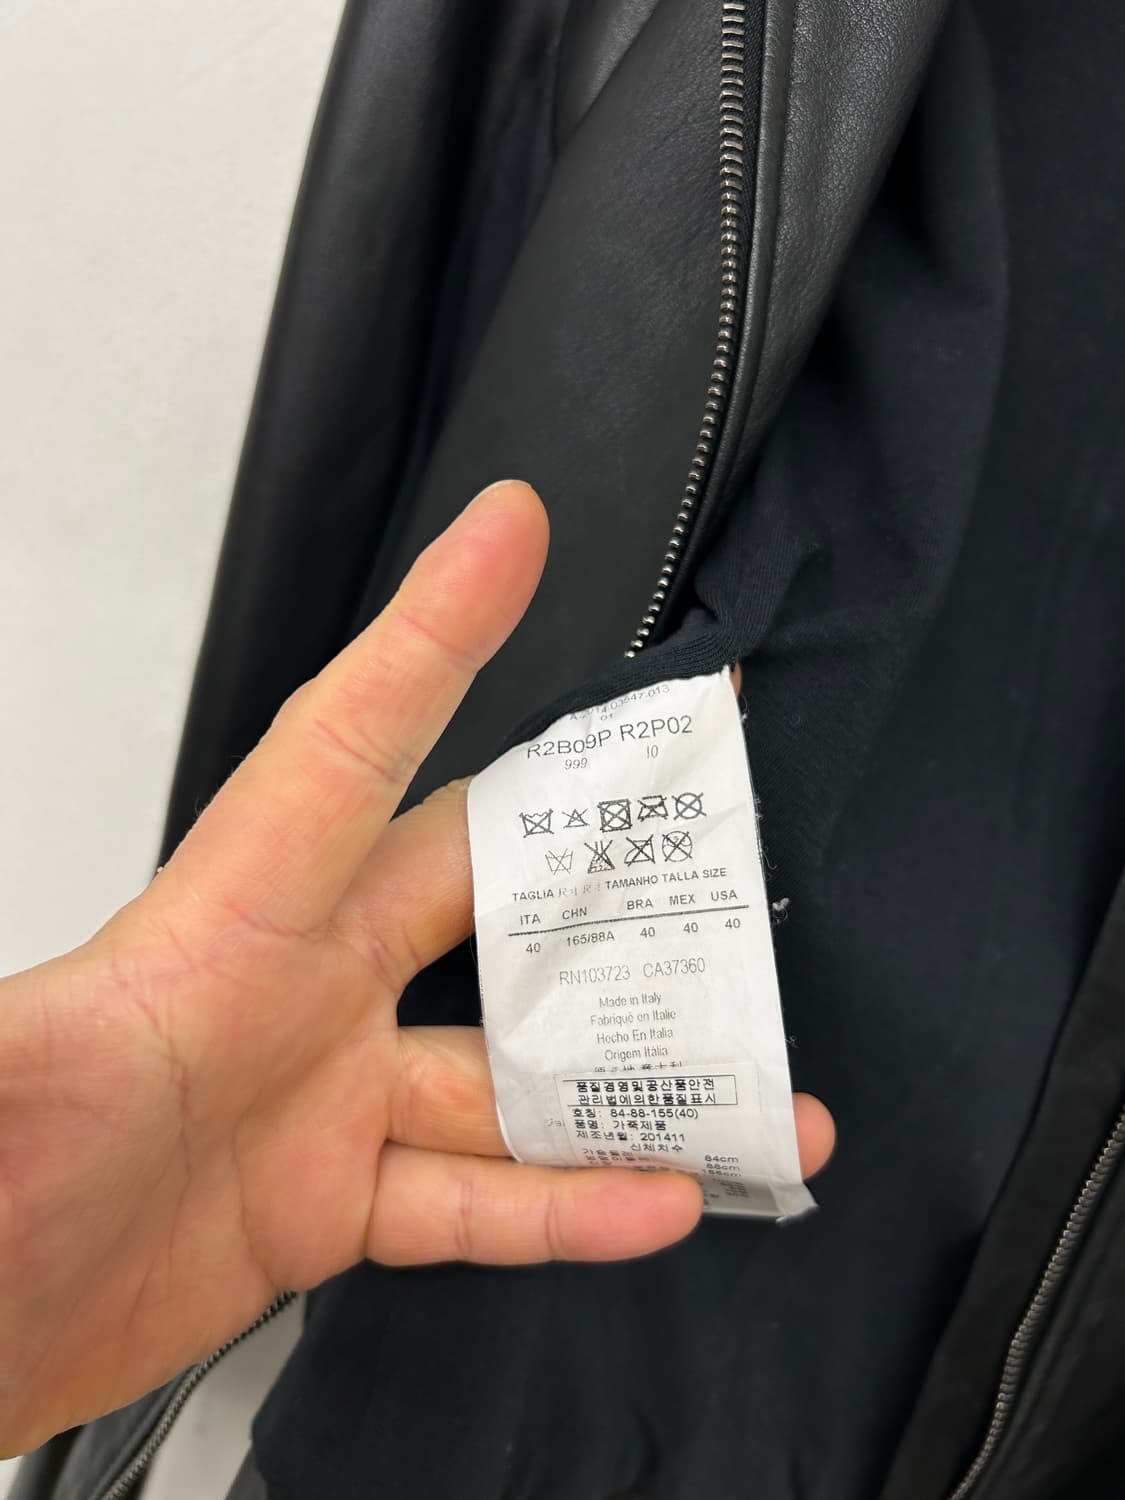 01
R2B09P R2P02
999 10
TAGLIA TAMANHO TALLA SIZE
ITA CHN BRA MEX USA
40 165/88A 40 40 40
RN103723 CA37360
Made in Italy
Fabriqué en Italie
Hecho En Italia
Origem Itália
품질경영및공산품안전
관리법에의한품질표시
호칭: 84-88-155(40)
품명: 가죽제품
제조년월: 201411
신체치수
84cm
88cm